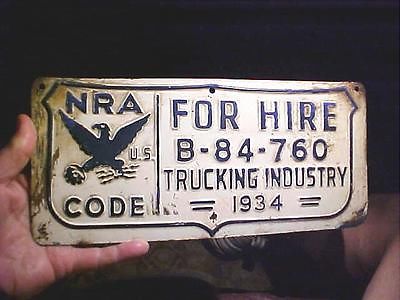 NRA
U.S.
CODE
FOR HIRE
B-84-760
TRUCKING INDUSTRY
1934